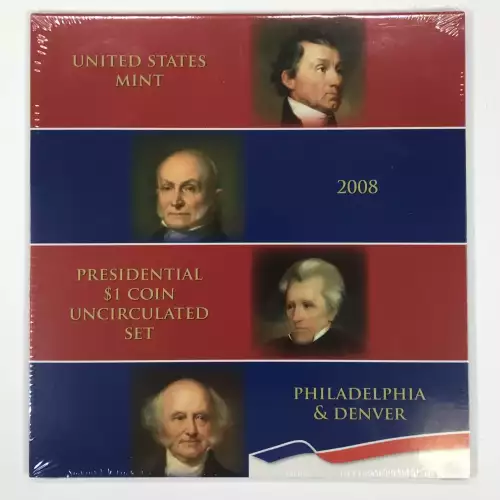 UNITED STATES
MINT
2008
PRESIDENTIAL
$1 COIN
UNCIRCULATED
SET
PHILADELPHIA
& DENVER